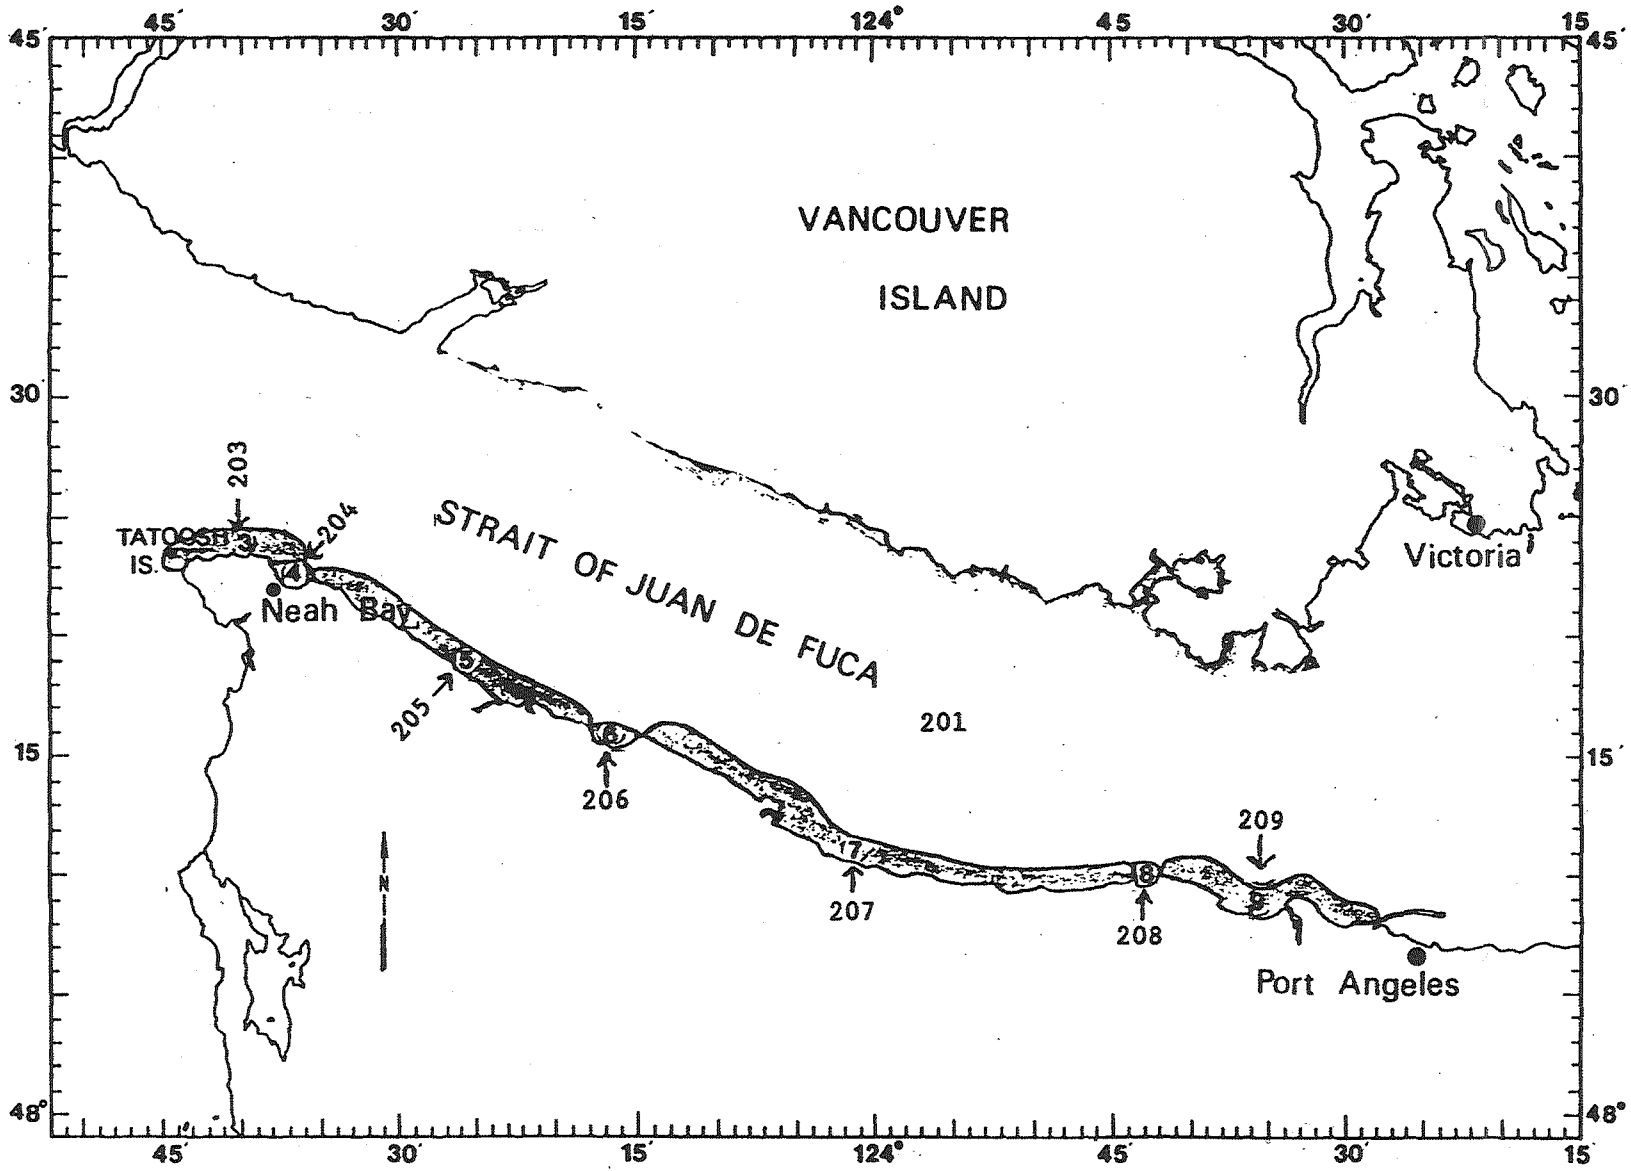 45´ 30´ 15´ 124° 45 30´ 15
45´ 45´
VANCOUVER
ISLAND
30´ 30´
203
204
TATOOSH 3
IS.
4
Neah Bay
STRAIT OF JUAN DE FUCA
Victoria
5
205
201
6
15´ 15´
206
209
7
8
9
207
208
N
Port Angeles
48° 48°
45´ 30´ 15´ 124° 45´ 30´ 15